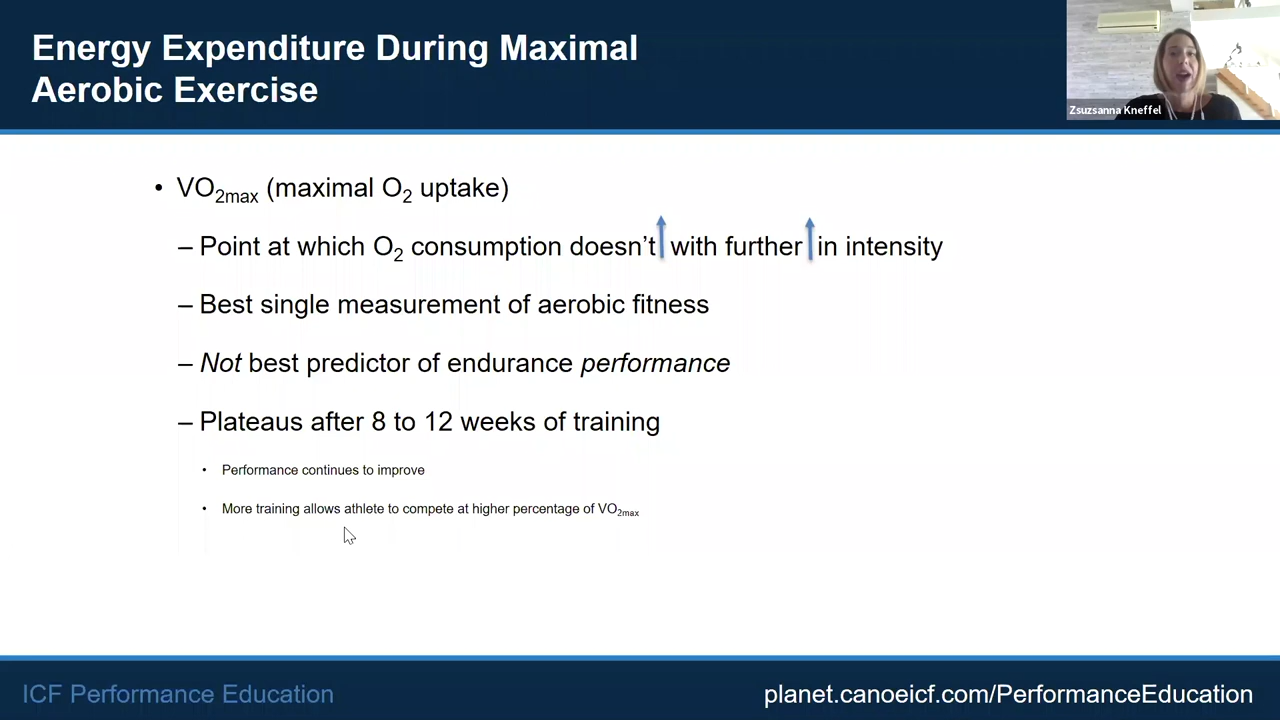 Energy Expenditure During Maximal
Aerobic Exercise
Zsuzsanna Kneffel
• VO2max (maximal O2 uptake)
– Point at which O2 consumption doesn’t ↑ with further ↑ in intensity
– Best single measurement of aerobic fitness
– Not best predictor of endurance performance
– Plateaus after 8 to 12 weeks of training
• Performance continues to improve
• More training allows athlete to compete at higher percentage of VO2max
ICF Performance Education
planet.canoeicf.com/PerformanceEducation